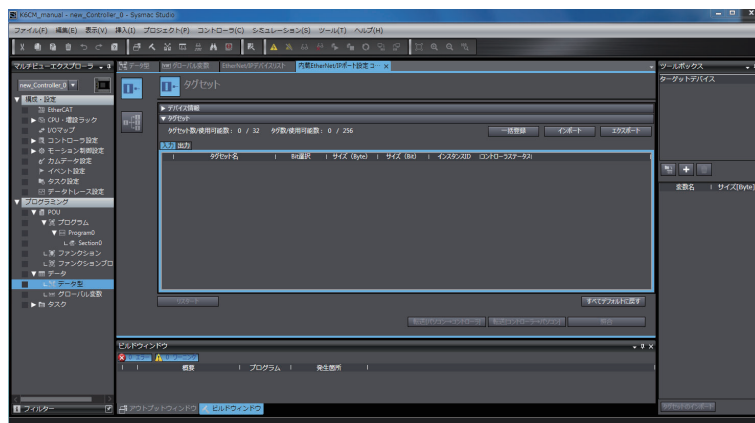 K6CM_manual - new_Controller_0 - Sysmac Studio
ファイル(F) 編集(E) 表示(V) 挿入(I) プロジェクト(P) コントローラ(C) シミュレーション(S) ツール(T) ヘルプ(H)
マルチビューエクスプローラ
new_Controller_0
構成・設定
EtherCAT
CPU・増設ラック
I/Oマップ
コントローラ設定
モーション制御設定
カムデータ設定
イベント設定
タスク設定
データトレース設定
プログラミング
POU
プログラム
Program0
Section0
ファンクション
ファンクションブロ
データ
データ型
グローバル変数
タスク
フィルター
データ型 グローバル変数 EtherNet/IPデバイスリスト 内蔵EtherNet/IPポート設定 コ…
タグセット
デバイス情報
タグセット
タグセット数/使用可能数: 0 / 32 タグ数/使用可能数: 0 / 256
一括登録 インポート エクスポート
入力 出力
タグセット名 Bit選択 サイズ (Byte) サイズ (Bit) インスタンスID コントローラステータス
リスタート すべてデフォルトに戻す
照合
ビルドウィンドウ
0 エラー 0 ワーニング
概要 プログラム 発生箇所
アウトプットウィンドウ ビルドウィンドウ
ツールボックス
ターゲットデバイス
変数名 サイズ[Byte]